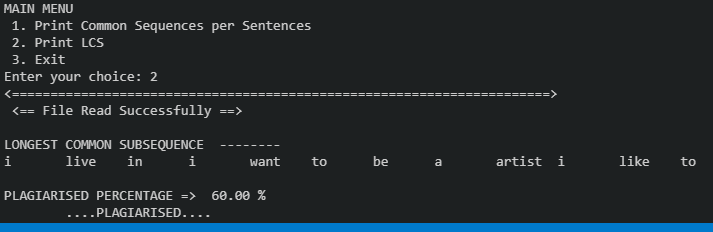 MAIN MENU
1. Print Common Sequences per Sentences
2. Print LCS
3. Exit
Enter your choice: 2
<=====================================================================>
<== File Read Successfully ==>
LONGEST COMMON SUBSEQUENCE --------
i live in i want to be a artist i like to
PLAGIARISED PERCENTAGE => 60.00 %
....PLAGIARISED....